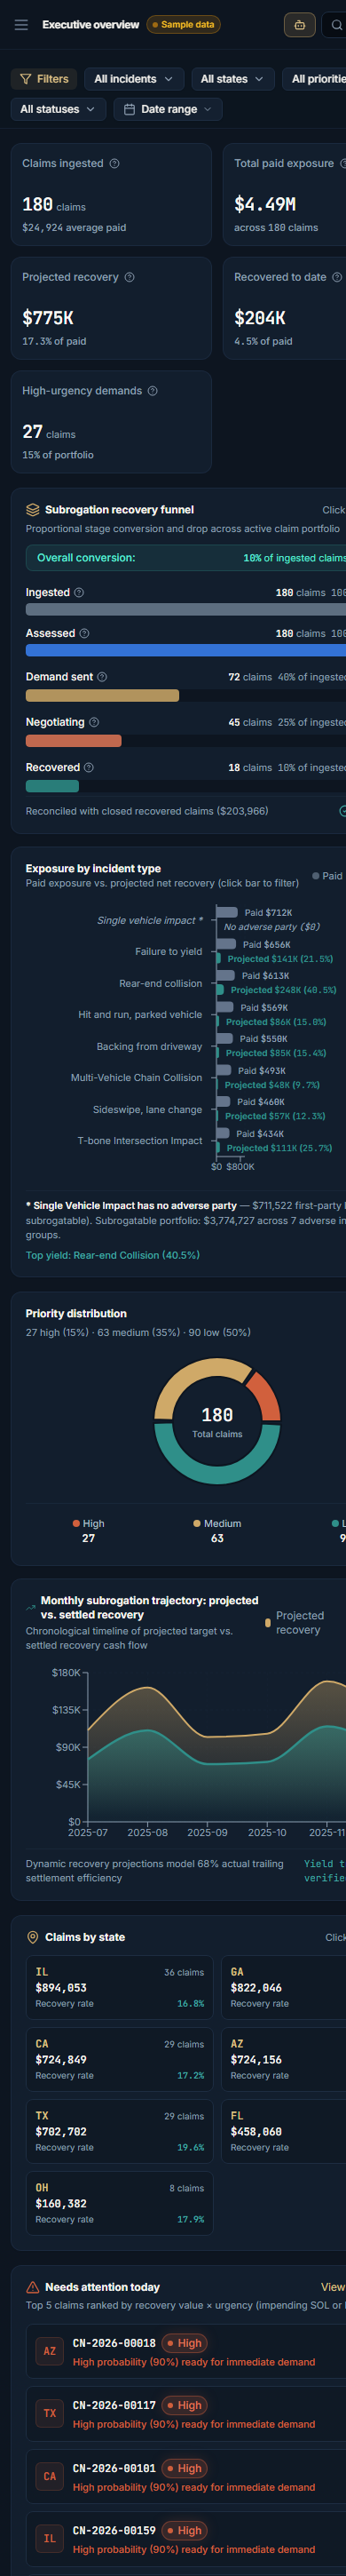 Executive overview
Sample data
Filters
All incidents
All states
All priorities
All statuses
Date range
Claims ingested
180 claims
$24,924 average paid
Total paid exposure
$4.49M
across 180 claims
Projected recovery
$775K
17.3% of paid
Recovered to date
$204K
4.5% of paid
High-urgency demands
27 claims
15% of portfolio
Subrogation recovery funnel
Click
Proportional stage conversion and drop across active claim portfolio
Overall conversion:
10% of ingested claims
Ingested
180 claims 100
Assessed
180 claims 100
Demand sent
72 claims 40% of ingested
Negotiating
45 claims 25% of ingested
Recovered
18 claims 10% of ingested
Reconciled with closed recovered claims ($203,966)
Exposure by incident type
Paid exposure vs. projected net recovery (click bar to filter)
Paid
Single vehicle impact *
Paid $712K
No adverse party ($0)
Failure to yield
Paid $656K
Projected $141K (21.5%)
Rear-end collision
Paid $613K
Projected $248K (40.5%)
Hit and run, parked vehicle
Paid $569K
Projected $86K (15.0%)
Backing from driveway
Paid $550K
Projected $85K (15.4%)
Multi-Vehicle Chain Collision
Paid $493K
Projected $48K (9.7%)
Sideswipe, lane change
Paid $460K
Projected $57K (12.3%)
T-bone Intersection Impact
Paid $434K
Projected $111K (25.7%)
$0 $800K
* Single Vehicle Impact has no adverse party — $711,522 first-party
subrogatable). Subrogatable portfolio: $3,774,727 across 7 adverse in
groups.
Top yield: Rear-end Collision (40.5%)
Priority distribution
27 high (15%) · 63 medium (35%) · 90 low (50%)
180
Total claims
High
27
Medium
63
L
9
Monthly subrogation trajectory: projected
vs. settled recovery
Chronological timeline of projected target vs.
settled recovery cash flow
Projected
recovery
$180K
$135K
$90K
$45K
$0
2025-07
2025-08
2025-09
2025-10
2025-11
Dynamic recovery projections model 68% actual trailing
settlement efficiency
Yield t
verifie
Claims by state
Click
IL
36 claims
$894,053
Recovery rate
16.8%
GA
$822,046
Recovery rate
CA
29 claims
$724,849
Recovery rate
17.2%
AZ
$724,156
Recovery rate
TX
29 claims
$702,702
Recovery rate
19.6%
FL
$458,060
Recovery rate
OH
8 claims
$160,382
Recovery rate
17.9%
Needs attention today
View
Top 5 claims ranked by recovery value × urgency (impending SOL or
AZ
CN-2026-00018
High
High probability (90%) ready for immediate demand
TX
CN-2026-00117
High
High probability (90%) ready for immediate demand
CA
CN-2026-00101
High
High probability (90%) ready for immediate demand
IL
CN-2026-00159
High
High probability (90%) ready for immediate demand